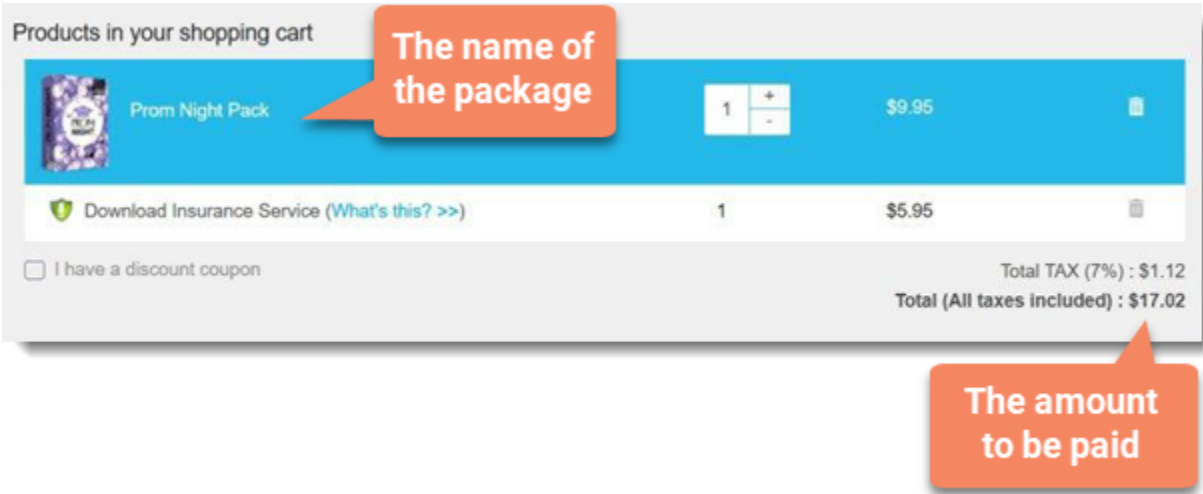 Products in your shopping cart
The name of
the package
PROM
NIGHT
Prom Night Pack
1
+
-
$9.95
Download Insurance Service (What's this? >>)
1
$5.95
I have a discount coupon
Total TAX (7%) : $1.12
Total (All taxes included) : $17.02
The amount
to be paid